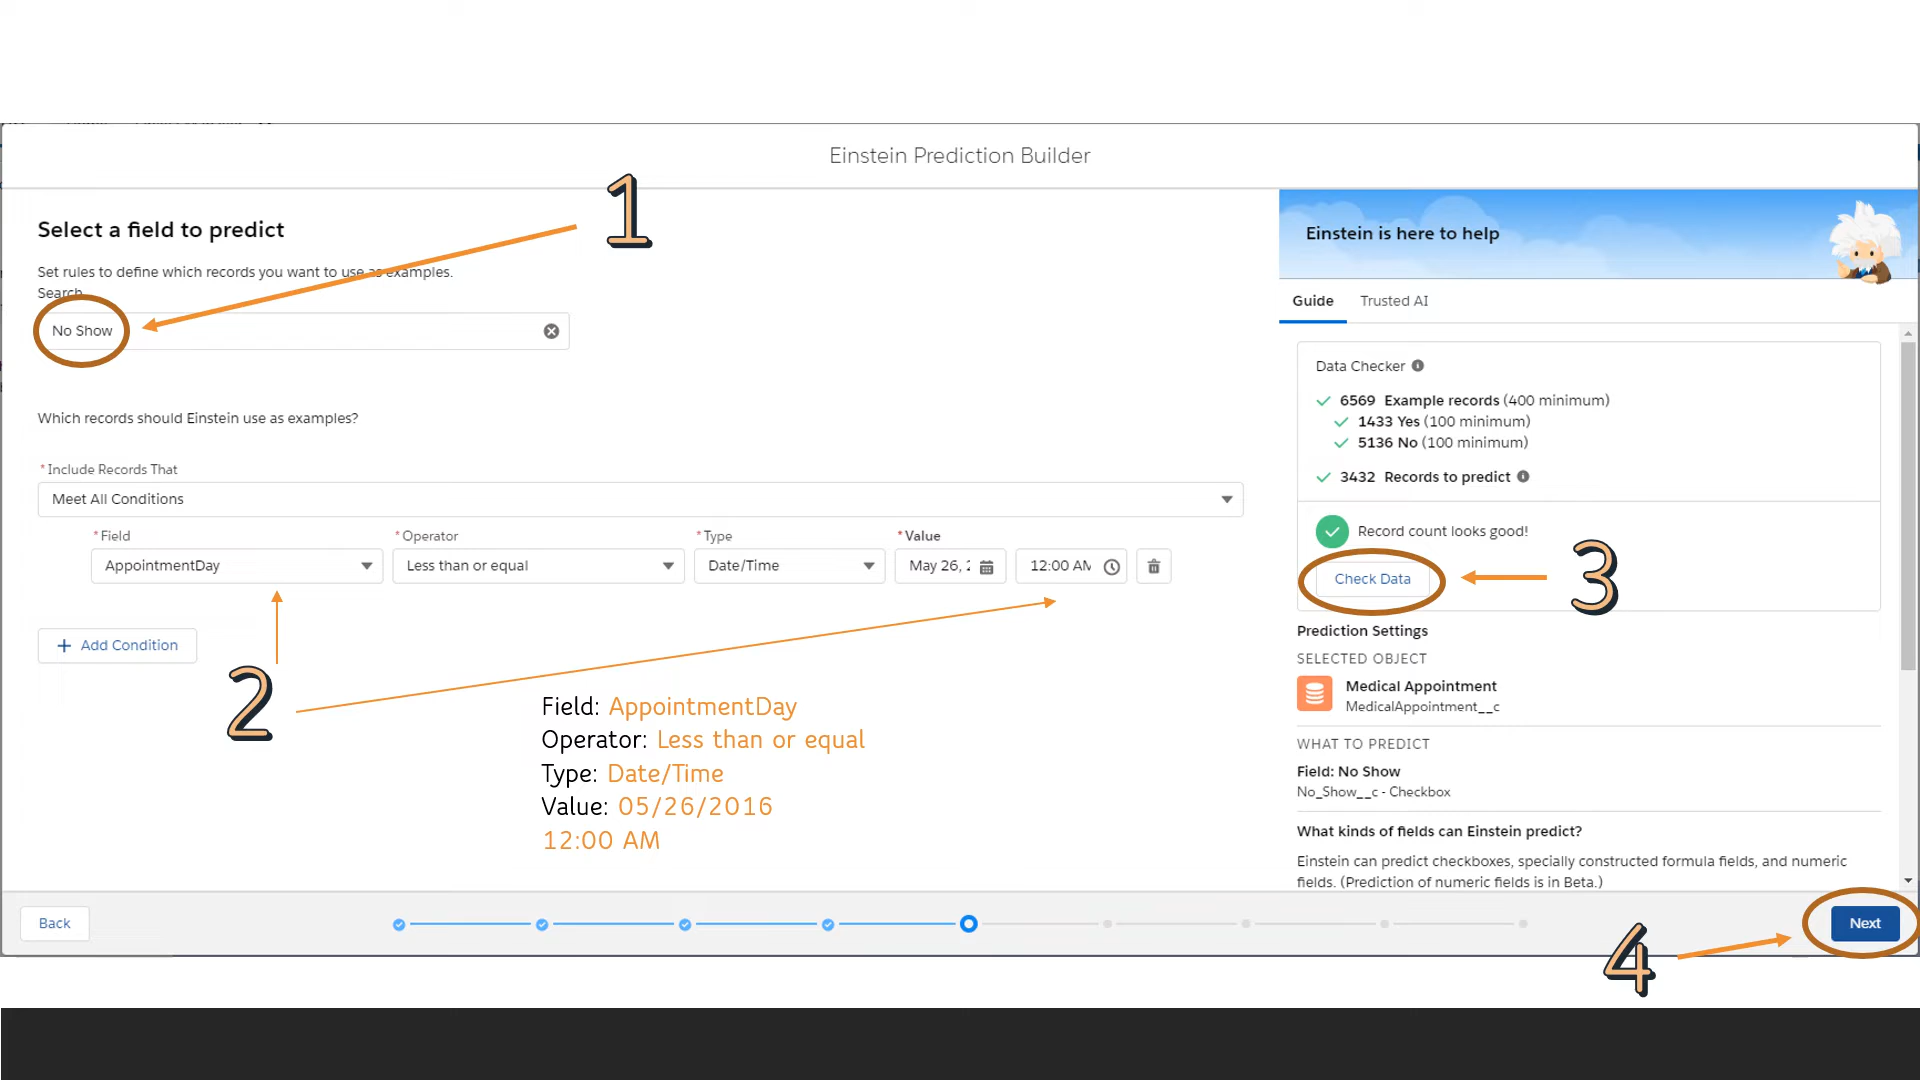 Einstein Prediction Builder
1
Select a field to predict
Set rules to define which records you want to use as examples.
Search
No Show
Which records should Einstein use as examples?
*Include Records That
Meet All Conditions
*Field
*Operator
*Type
*Value
AppointmentDay
Less than or equal
Date/Time
May 26, 2
12:00 AM
+ Add Condition
2
Field: AppointmentDay
Operator: Less than or equal
Type: Date/Time
Value: 05/26/2016
12:00 AM
Einstein is here to help
Guide
Trusted AI
Data Checker
6569 Example records (400 minimum)
1433 Yes (100 minimum)
5136 No (100 minimum)
3432 Records to predict
Record count looks good!
Check Data
3
Prediction Settings
SELECTED OBJECT
Medical Appointment
MedicalAppointment__c
WHAT TO PREDICT
Field: No Show
No_Show__c - Checkbox
What kinds of fields can Einstein predict?
Einstein can predict checkboxes, specially constructed formula fields, and numeric
fields. (Prediction of numeric fields is in Beta.)
Back
Next
4